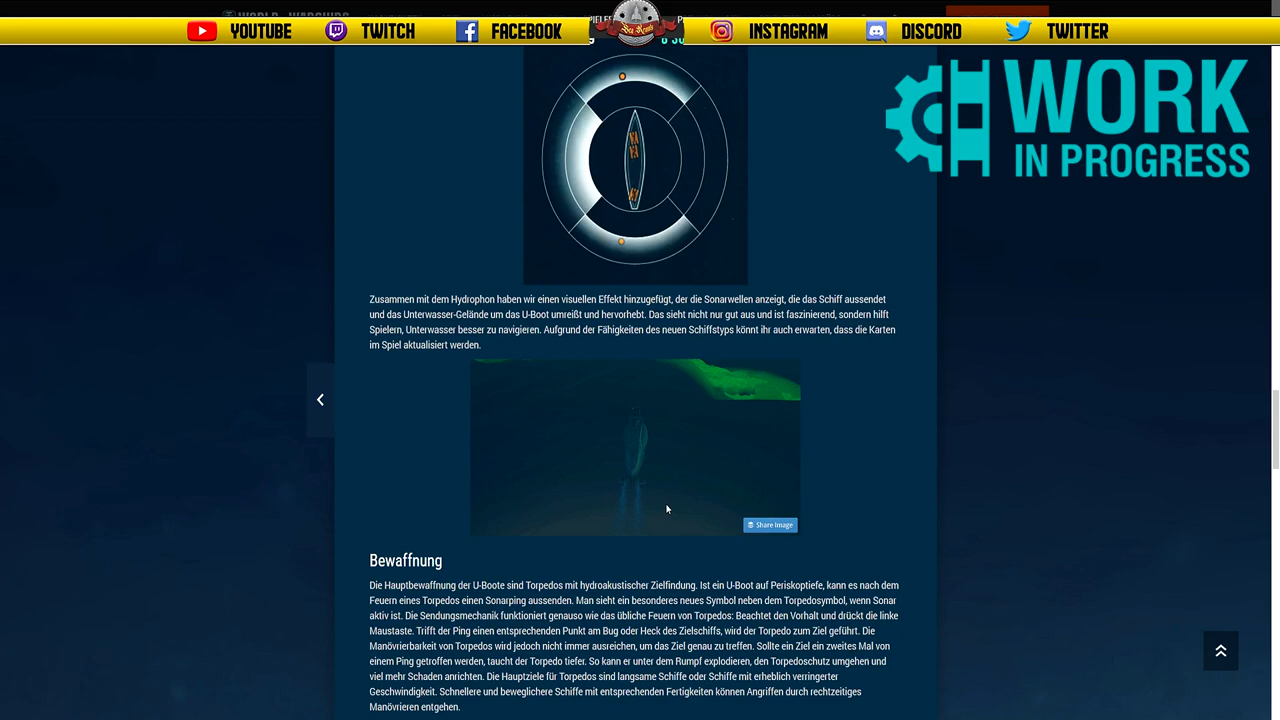 YOUTUBE TWITCH FACEBOOK INSTAGRAM DISCORD TWITTER
WORK
IN PROGRESS
Zusammen mit dem Hydrophon haben wir einen visuellen Effekt hinzugefügt, der die Sonarwellen anzeigt, die das Schiff aussendet
und das Unterwasser-Gelände um das U-Boot umreißt und hervorhebt. Das sieht nicht nur gut aus und ist faszinierend, sondern hilft
Spielern, Unterwasser besser zu navigieren. Aufgrund der Fähigkeiten des neuen Schiffstyps könnt ihr auch erwarten, dass die Karten
im Spiel aktualisiert werden.
Share Image
Bewaffnung
Die Hauptbewaffnung der U-Boote sind Torpedos mit hydroakustischer Zielfindung. Ist ein U-Boot auf Periskoptiefe, kann es nach dem
Feuern eines Torpedos einen Sonarping aussenden. Man sieht ein besonderes neues Symbol neben dem Torpedosymbol, wenn Sonar
aktiv ist. Die Sendungsmechanik funktioniert genauso wie das übliche Feuern von Torpedos: Beachtet den Vorhalt und drückt die linke
Maustaste. Trifft der Ping einen entsprechenden Punkt am Bug oder Heck des Zielschiffs, wird der Torpedo zum Ziel geführt. Die
Manövrierbarkeit von Torpedos wird jedoch nicht immer ausreichen, um das Ziel genau zu treffen. Sollte ein Ziel ein zweites Mal von
einem Ping getroffen werden, taucht der Torpedo tiefer. So kann er unter dem Rumpf explodieren, den Torpedoschutz umgehen und
viel mehr Schaden anrichten. Die Hauptziele für Torpedos sind langsame Schiffe oder Schiffe mit erheblich verringerter
Geschwindigkeit. Schnellere und beweglichere Schiffe mit entsprechenden Fertigkeiten können Angriffen durch rechtzeitiges
Manövrieren entgehen.